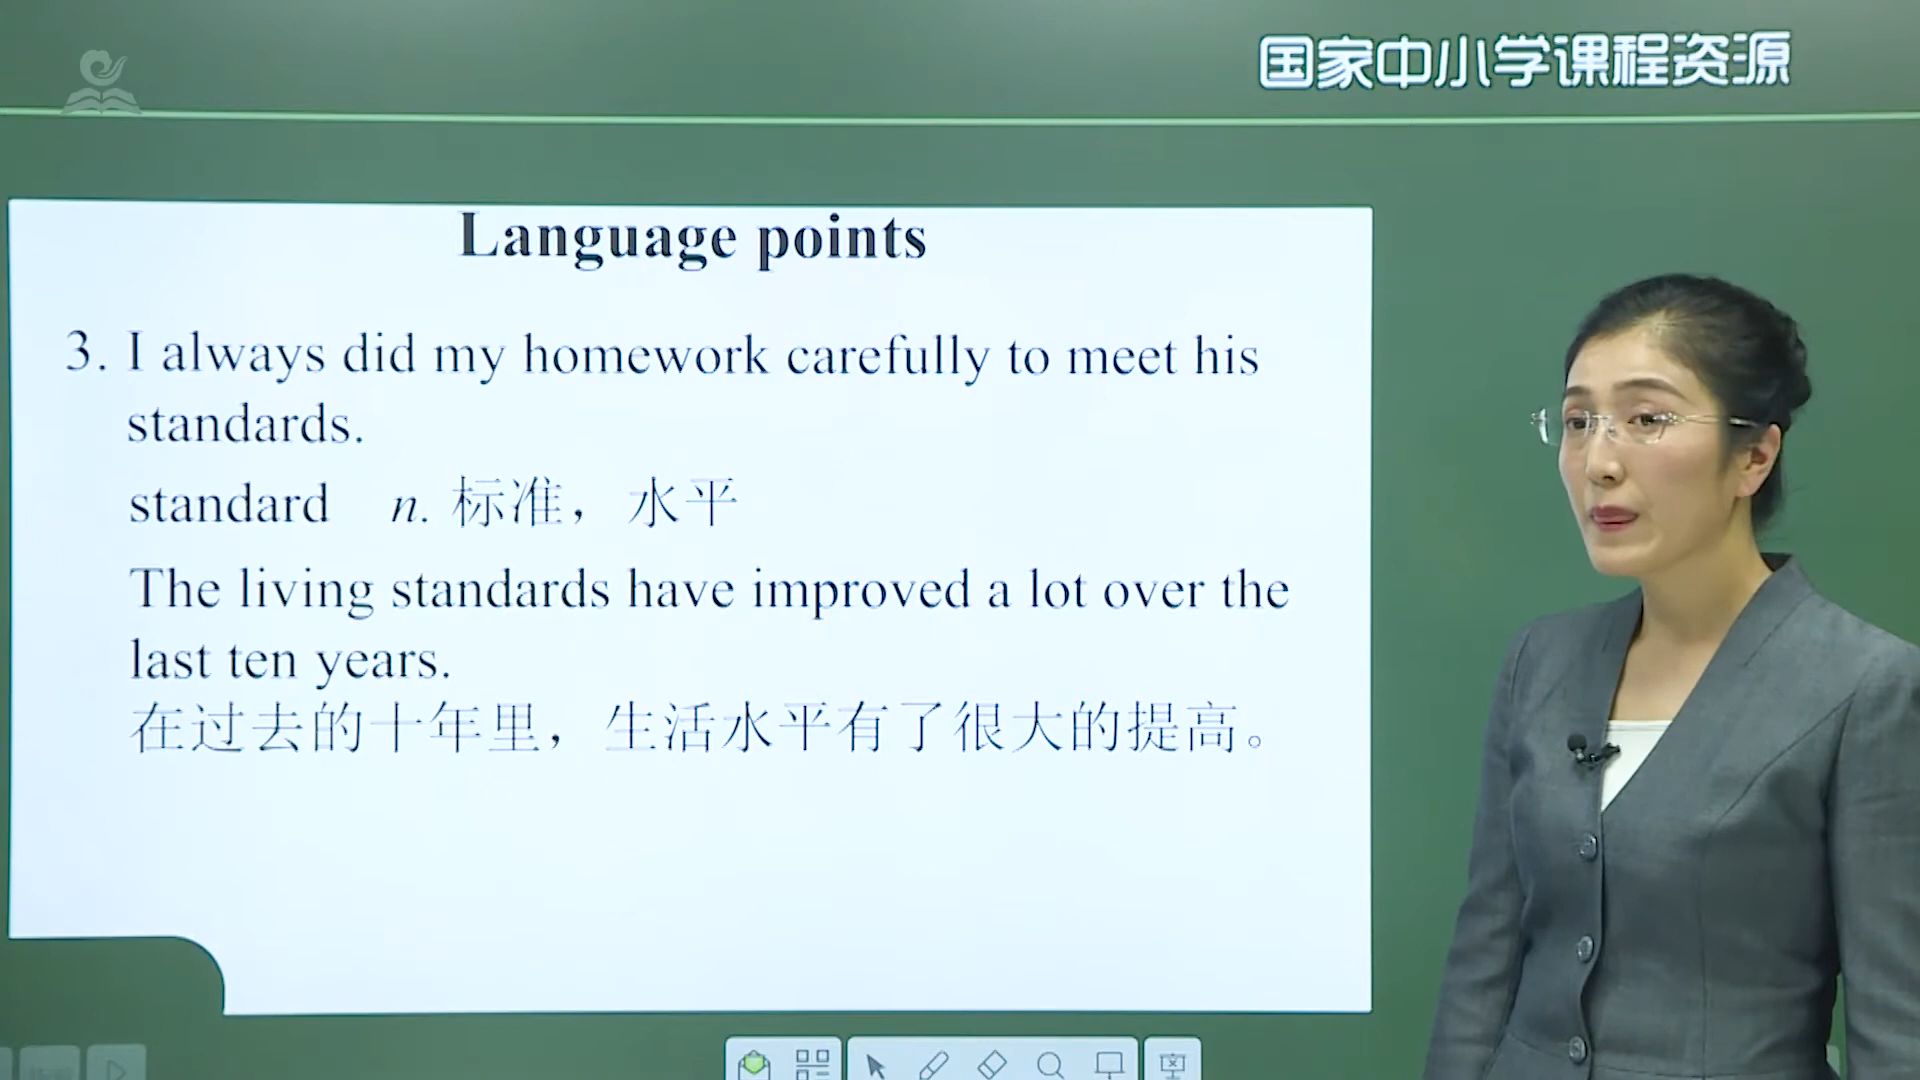 国家中小学课程资源
Language points
3. I always did my homework carefully to meet his
standards.
standard n. 标准，水平
The living standards have improved a lot over the
last ten years.
在过去的十年里，生活水平有了很大的提高。